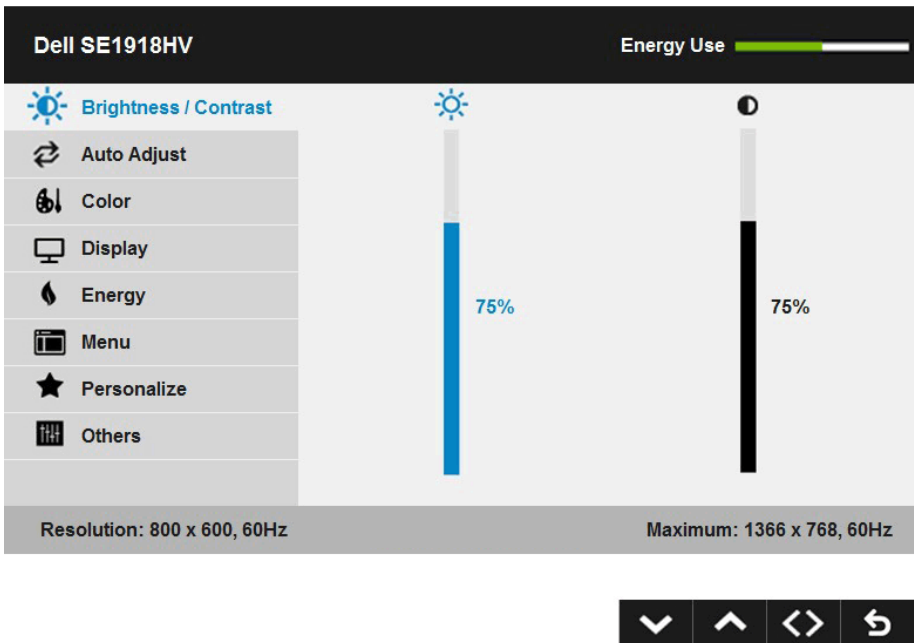 Dell SE1918HV
Energy Use
Brightness / Contrast
Auto Adjust
Color
Display
Energy
Menu
Personalize
Others
75%
75%
Resolution: 800 x 600, 60Hz
Maximum: 1366 x 768, 60Hz